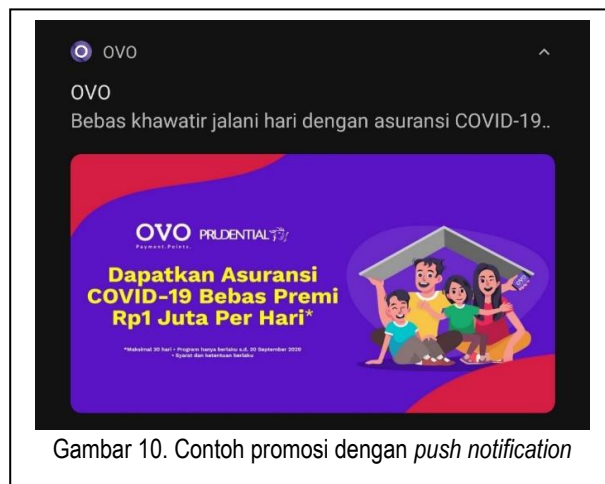 OVO
OVO
Bebas khawatir jalani hari dengan asuransi COVID-19..
OVO PRUDENTIAL
Payment.Points.
Dapatkan Asuransi
COVID-19 Bebas Premi
Rp1 Juta Per Hari*
*Maksimal 30 hari • Program hanya berlaku s.d. 20 September 2020
• Syarat dan ketentuan berlaku
OVO
Gambar 10. Contoh promosi dengan push notification